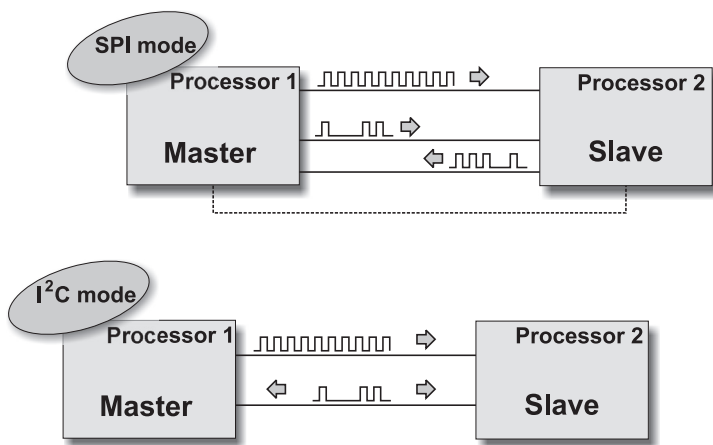 SPI mode
Processor 1
Processor 2
Master
Slave
I²C mode
Processor 1
Processor 2
Master
Slave